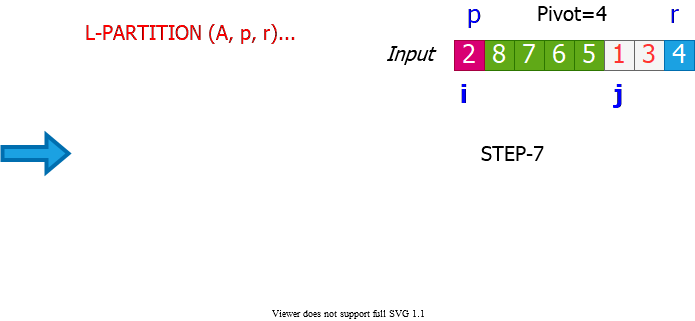 p Pivot=4 r
L-PARTITION (A, p, r)...
Input 2 8 7 6 5 1 3 4
i j
STEP-7
Viewer does not support full SVG 1.1